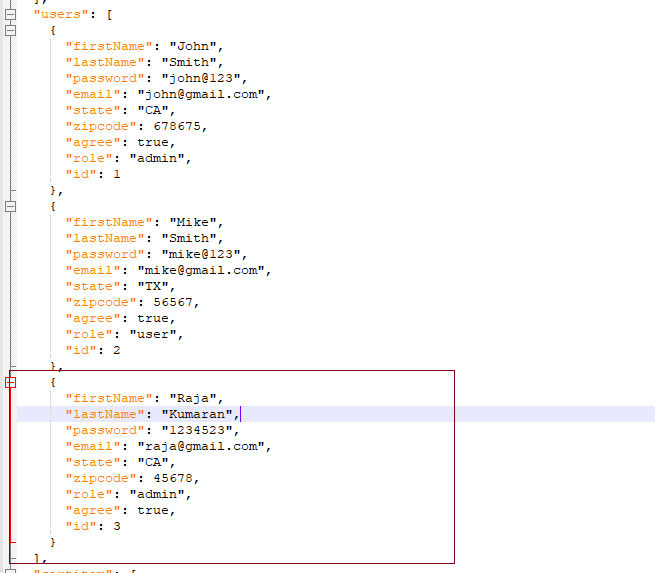 "users": [
{
"firstName": "John",
"lastName": "Smith",
"password": "john@123",
"email": "john@gmail.com",
"state": "CA",
"zipcode": 678675,
"agree": true,
"role": "admin",
"id": 1
},
{
"firstName": "Mike",
"lastName": "Smith",
"password": "mike@123",
"email": "mike@gmail.com",
"state": "TX",
"zipcode": 56567,
"agree": true,
"role": "user",
"id": 2
},
{
"firstName": "Raja",
"lastName": "Kumaran",
"password": "1234523",
"email": "raja@gmail.com",
"state": "CA",
"zipcode": 45678,
"role": "admin",
"agree": true,
"id": 3
}
],